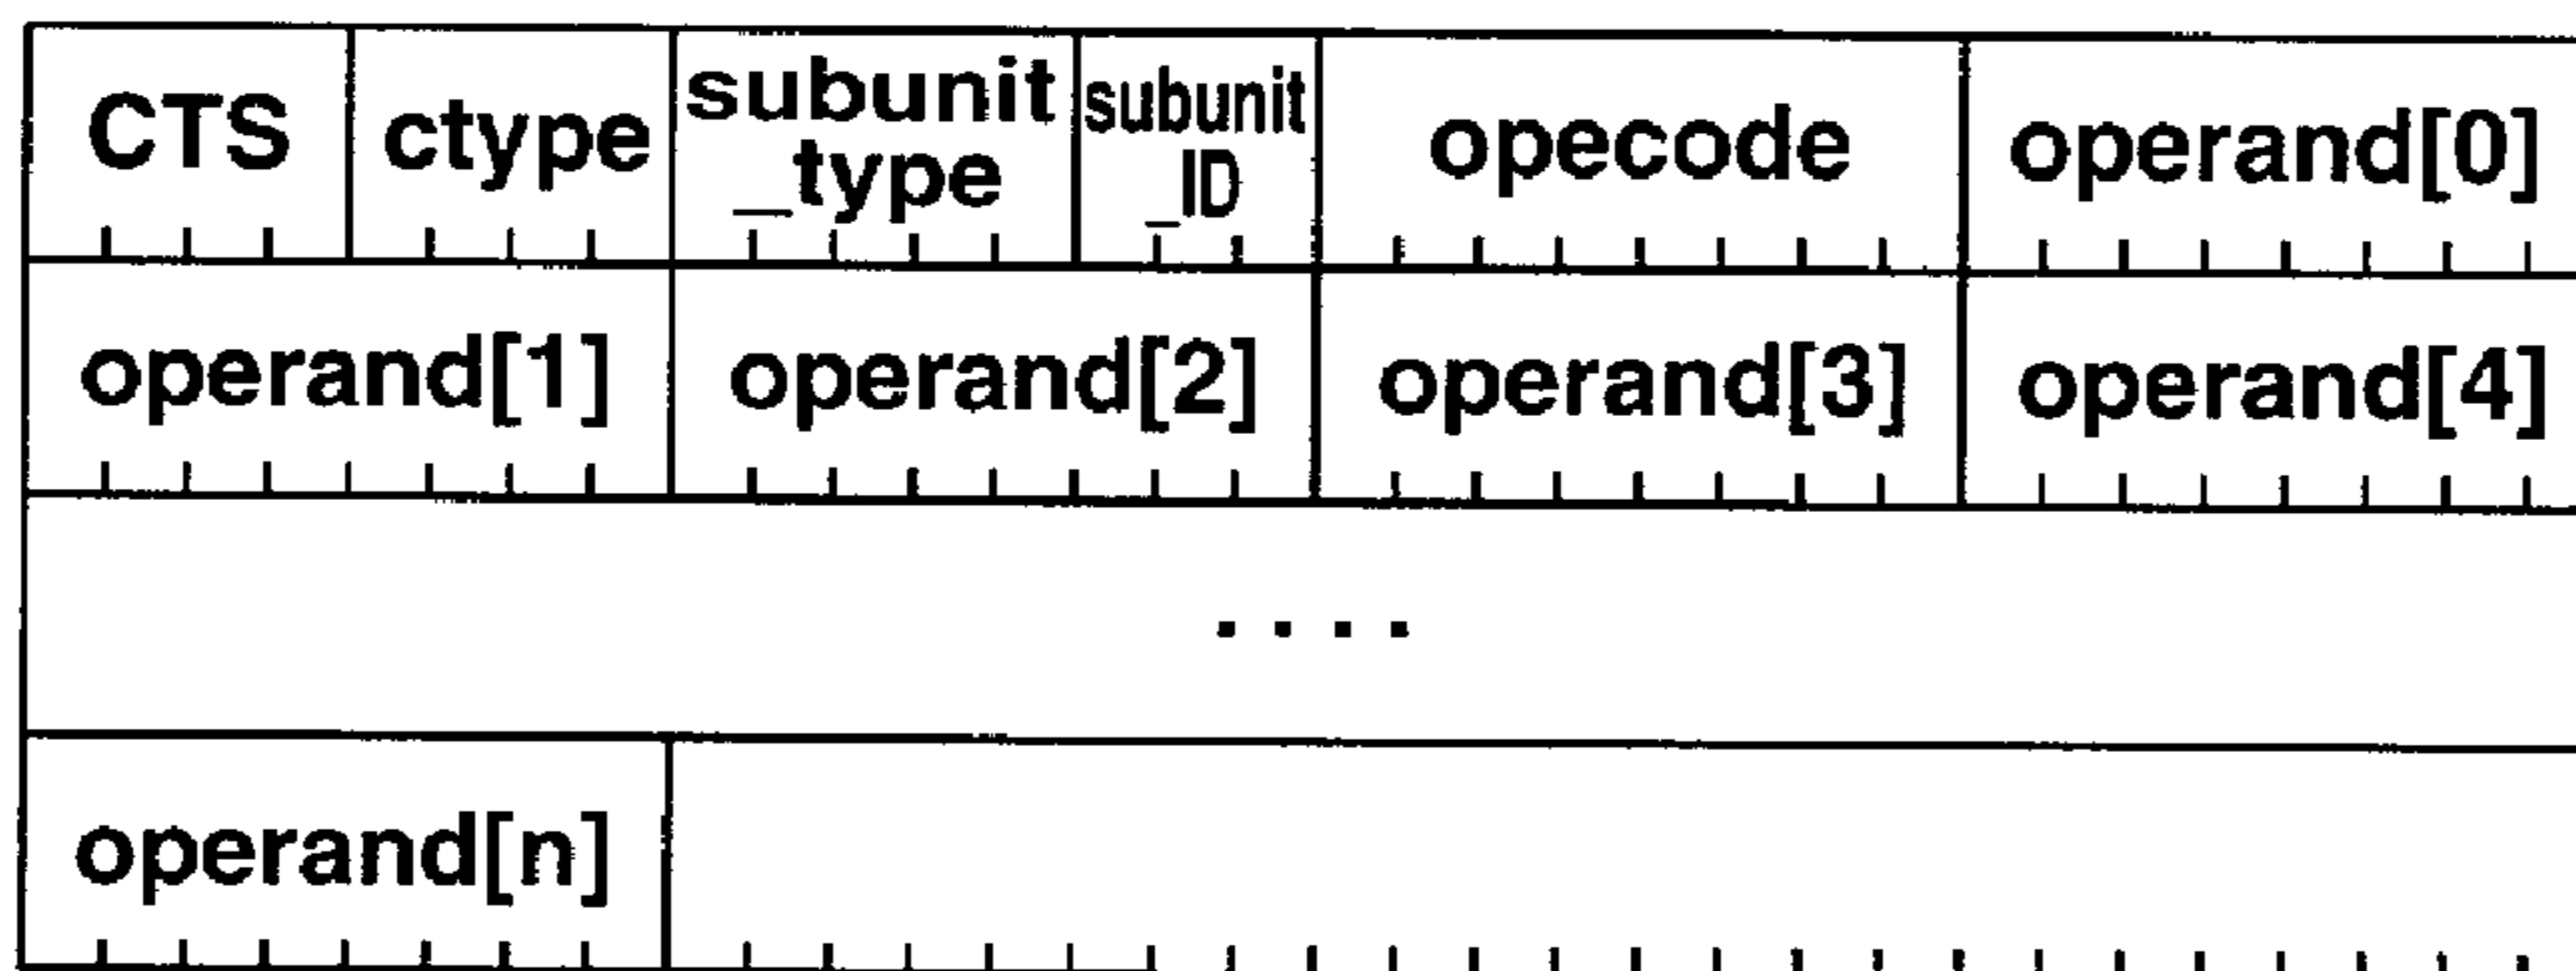 CTS ctype subunit _type subunit _ID opecode operand[0]
operand[1] operand[2] operand[3] operand[4]
....
operand[n]